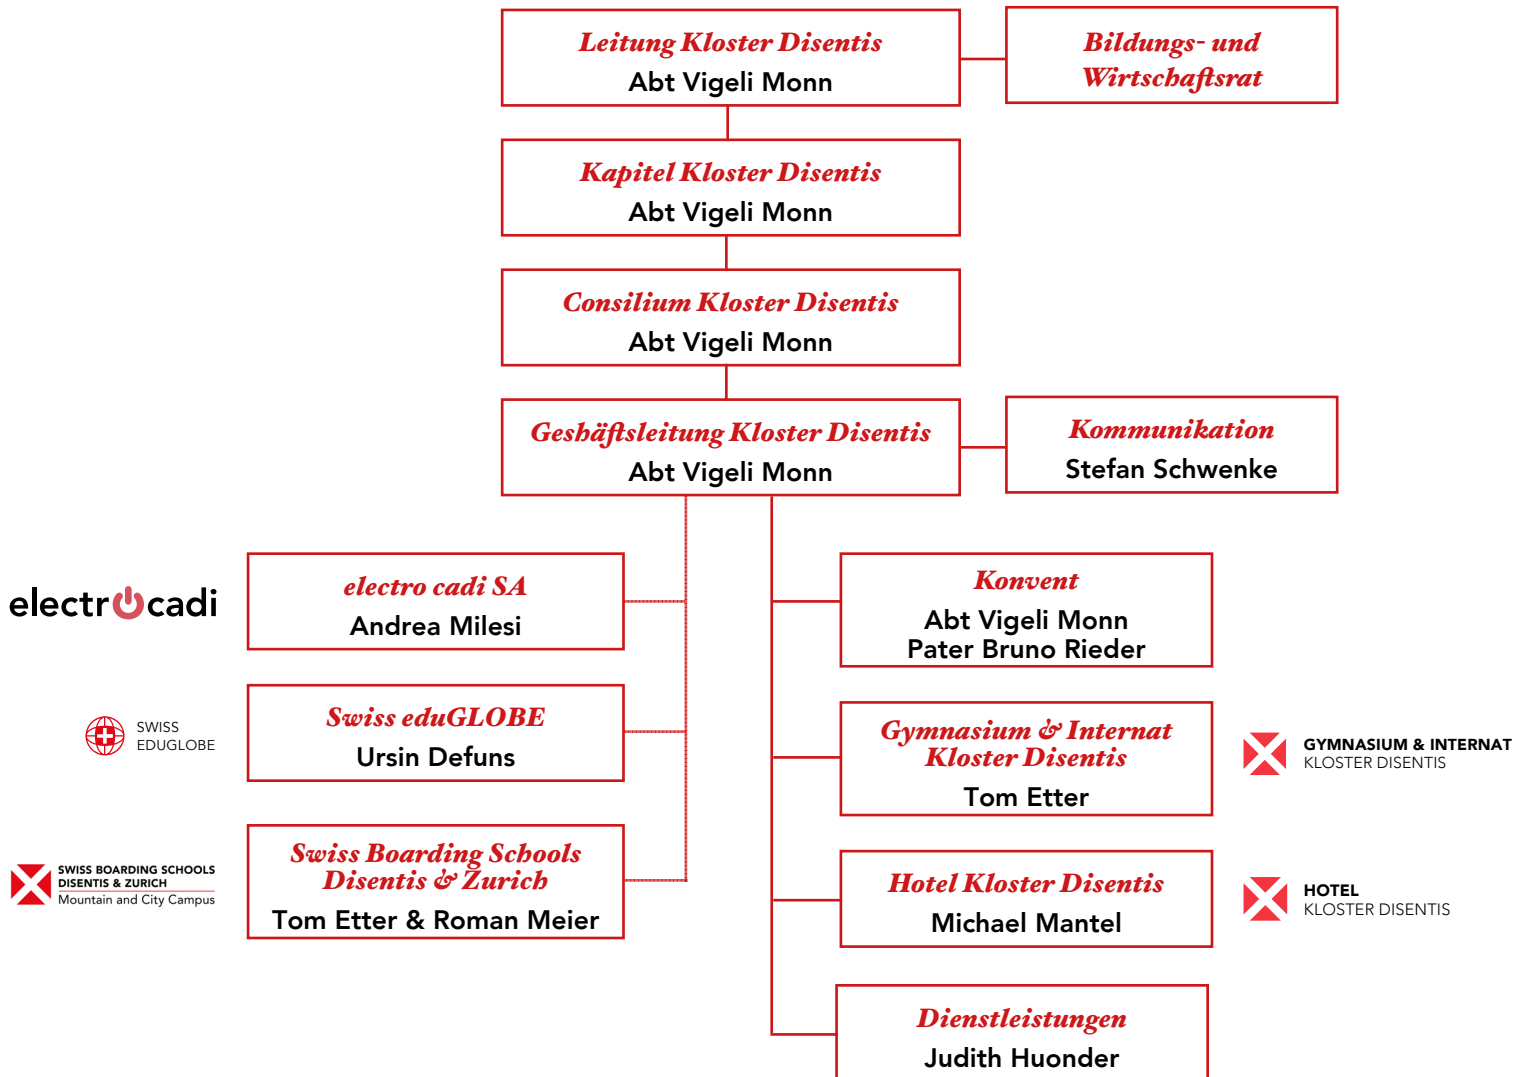 Leitung Kloster Disentis
Abt Vigeli Monn
Bildungs- und
Wirtschaftsrat
Kapitel Kloster Disentis
Abt Vigeli Monn
Consilium Kloster Disentis
Abt Vigeli Monn
Geshäftsleitung Kloster Disentis
Abt Vigeli Monn
Kommunikation
Stefan Schwenke
electrocadi
electro cadi SA
Andrea Milesi
Konvent
Abt Vigeli Monn
Pater Bruno Rieder
SWISS
EDUGLOBE
Swiss eduGLOBE
Ursin Defuns
Gymnasium & Internat
Kloster Disentis
Tom Etter
GYMNASIUM & INTERNAT
KLOSTER DISENTIS
SWISS BOARDING SCHOOLS
DISENTIS & ZURICH
Mountain and City Campus
Swiss Boarding Schools
Disentis & Zurich
Tom Etter & Roman Meier
Hotel Kloster Disentis
Michael Mantel
HOTEL
KLOSTER DISENTIS
Dienstleistungen
Judith Huonder